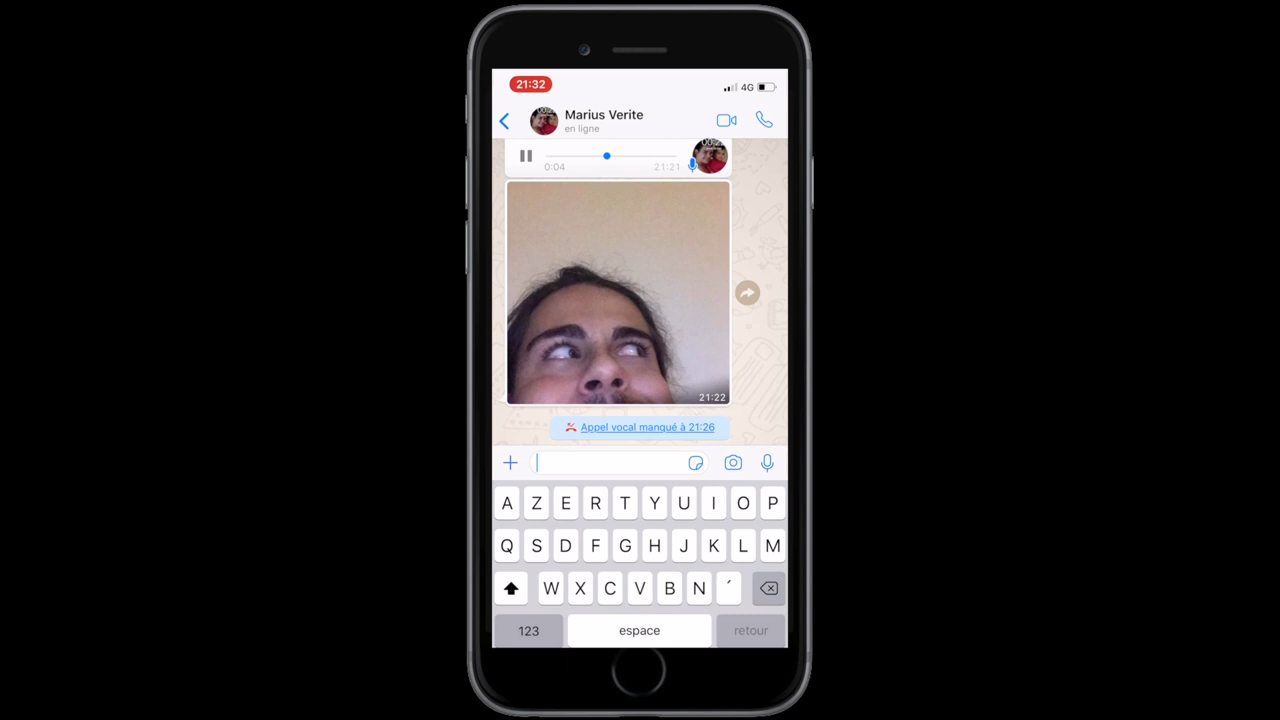 21:32
4G
Marius Verite
en ligne
0:04
21:21
21:22
Appel vocal manqué à 21:26
A Z E R T Y U I O P
Q S D F G H J K L M
W X C V B N ´
123 espace retour